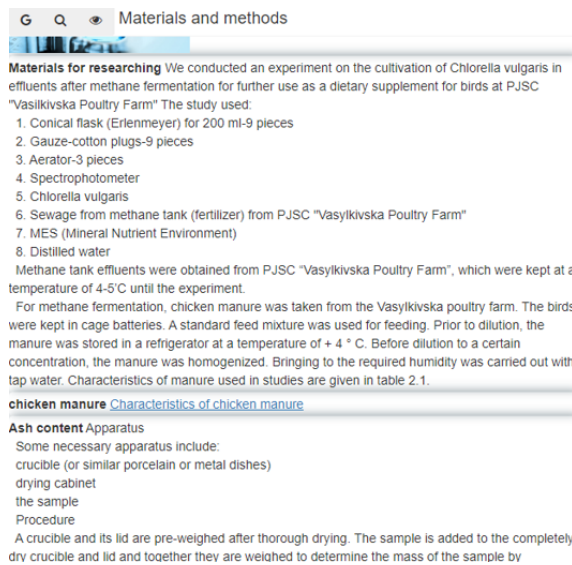 G Materials and methods
Materials for researching We conducted an experiment on the cultivation of Chlorella vulgaris in
effluents after methane fermentation for further use as a dietary supplement for birds at PJSC
"Vasilkivska Poultry Farm" The study used:
1. Conical flask (Erlenmeyer) for 200 ml-9 pieces
2. Gauze-cotton plugs-9 pieces
3. Aerator-3 pieces
4. Spectrophotometer
5. Chlorella vulgaris
6. Sewage from methane tank (fertilizer) from PJSC "Vasylkivska Poultry Farm"
7. MES (Mineral Nutrient Environment)
8. Distilled water
Methane tank effluents were obtained from PJSC “Vasylkivska Poultry Farm”, which were kept at a
temperature of 4-5'C until the experiment.
For methane fermentation, chicken manure was taken from the Vasylkivska poultry farm. The birds
were kept in cage batteries. A standard feed mixture was used for feeding. Prior to dilution, the
manure was stored in a refrigerator at a temperature of + 4 ° C. Before dilution to a certain
concentration, the manure was homogenized. Bringing to the required humidity was carried out with
tap water. Characteristics of manure used in studies are given in table 2.1.
chicken manure Characteristics of chicken manure
Ash content Apparatus
Some necessary apparatus include:
crucible (or similar porcelain or metal dishes)
drying cabinet
the sample
Procedure
A crucible and its lid are pre-weighed after thorough drying. The sample is added to the completely
dry crucible and lid and together they are weighed to determine the mass of the sample by